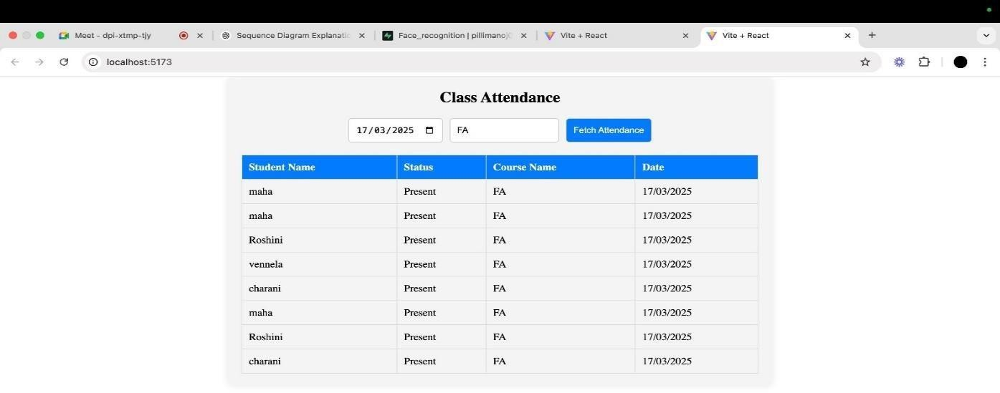 Meet - dpi-xtmp-tjy Sequence Diagram Explanatic Face_recognition | pillimanoj Vite + React Vite + React
localhost:5173
Class Attendance
17/03/2025 FA Fetch Attendance
Student Name Status Course Name Date
maha Present FA 17/03/2025
maha Present FA 17/03/2025
Roshini Present FA 17/03/2025
vennela Present FA 17/03/2025
charani Present FA 17/03/2025
maha Present FA 17/03/2025
Roshini Present FA 17/03/2025
charani Present FA 17/03/2025